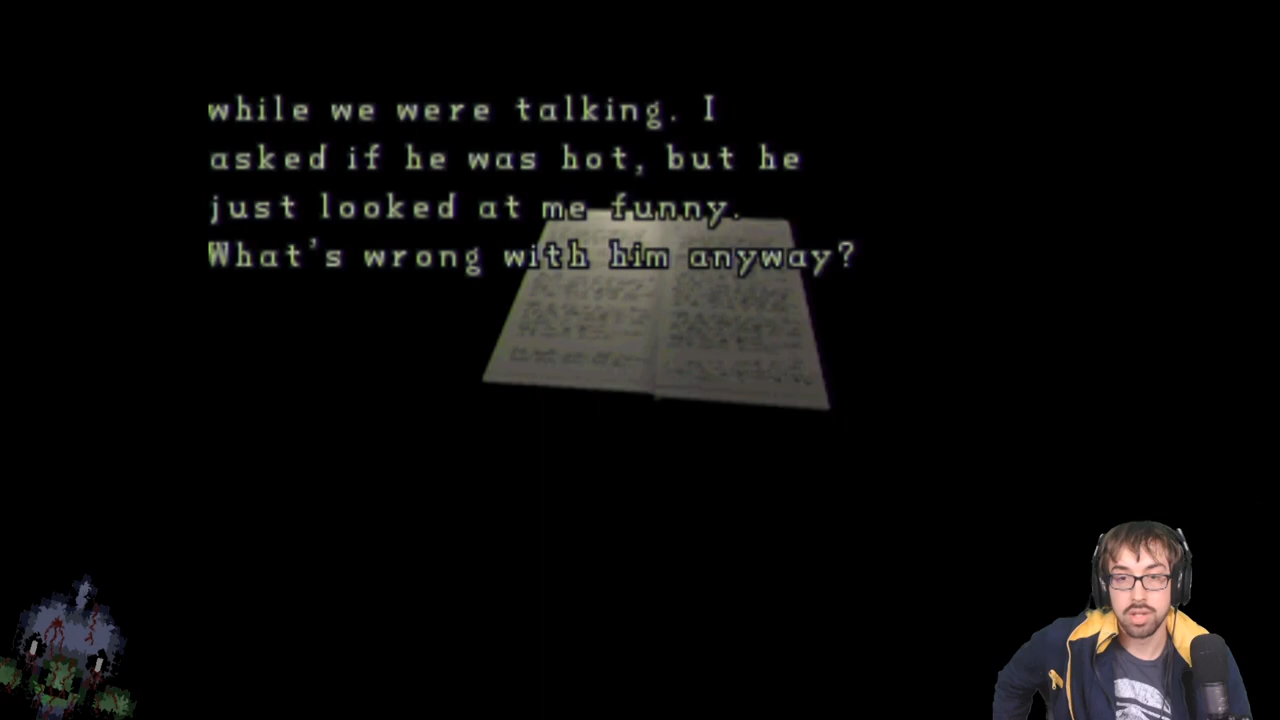 while we were talking. I
asked if he was hot, but he
just looked at me funny.
What's wrong with him anyway?